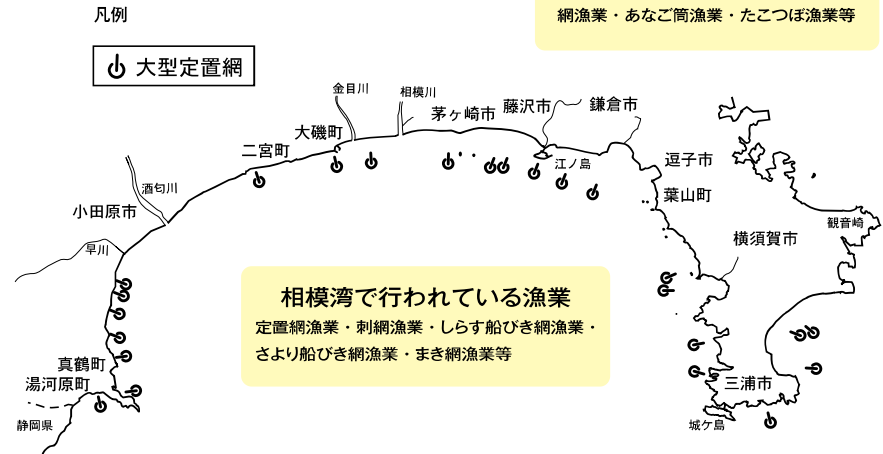 凡例
網漁業・あなご筒漁業・たこつぼ漁業等
大型定置網
金目川
相模川
茅ヶ崎市
藤沢市
鎌倉市
大磯町
二宮町
江ノ島
逗子市
葉山町
酒匂川
小田原市
早川
観音崎
横須賀市
相模湾で行われている漁業
定置網漁業・刺網漁業・しらす船びき網漁業・
さより船びき網漁業・まき網漁業等
真鶴町
湯河原町
三浦市
静岡県
城ケ島